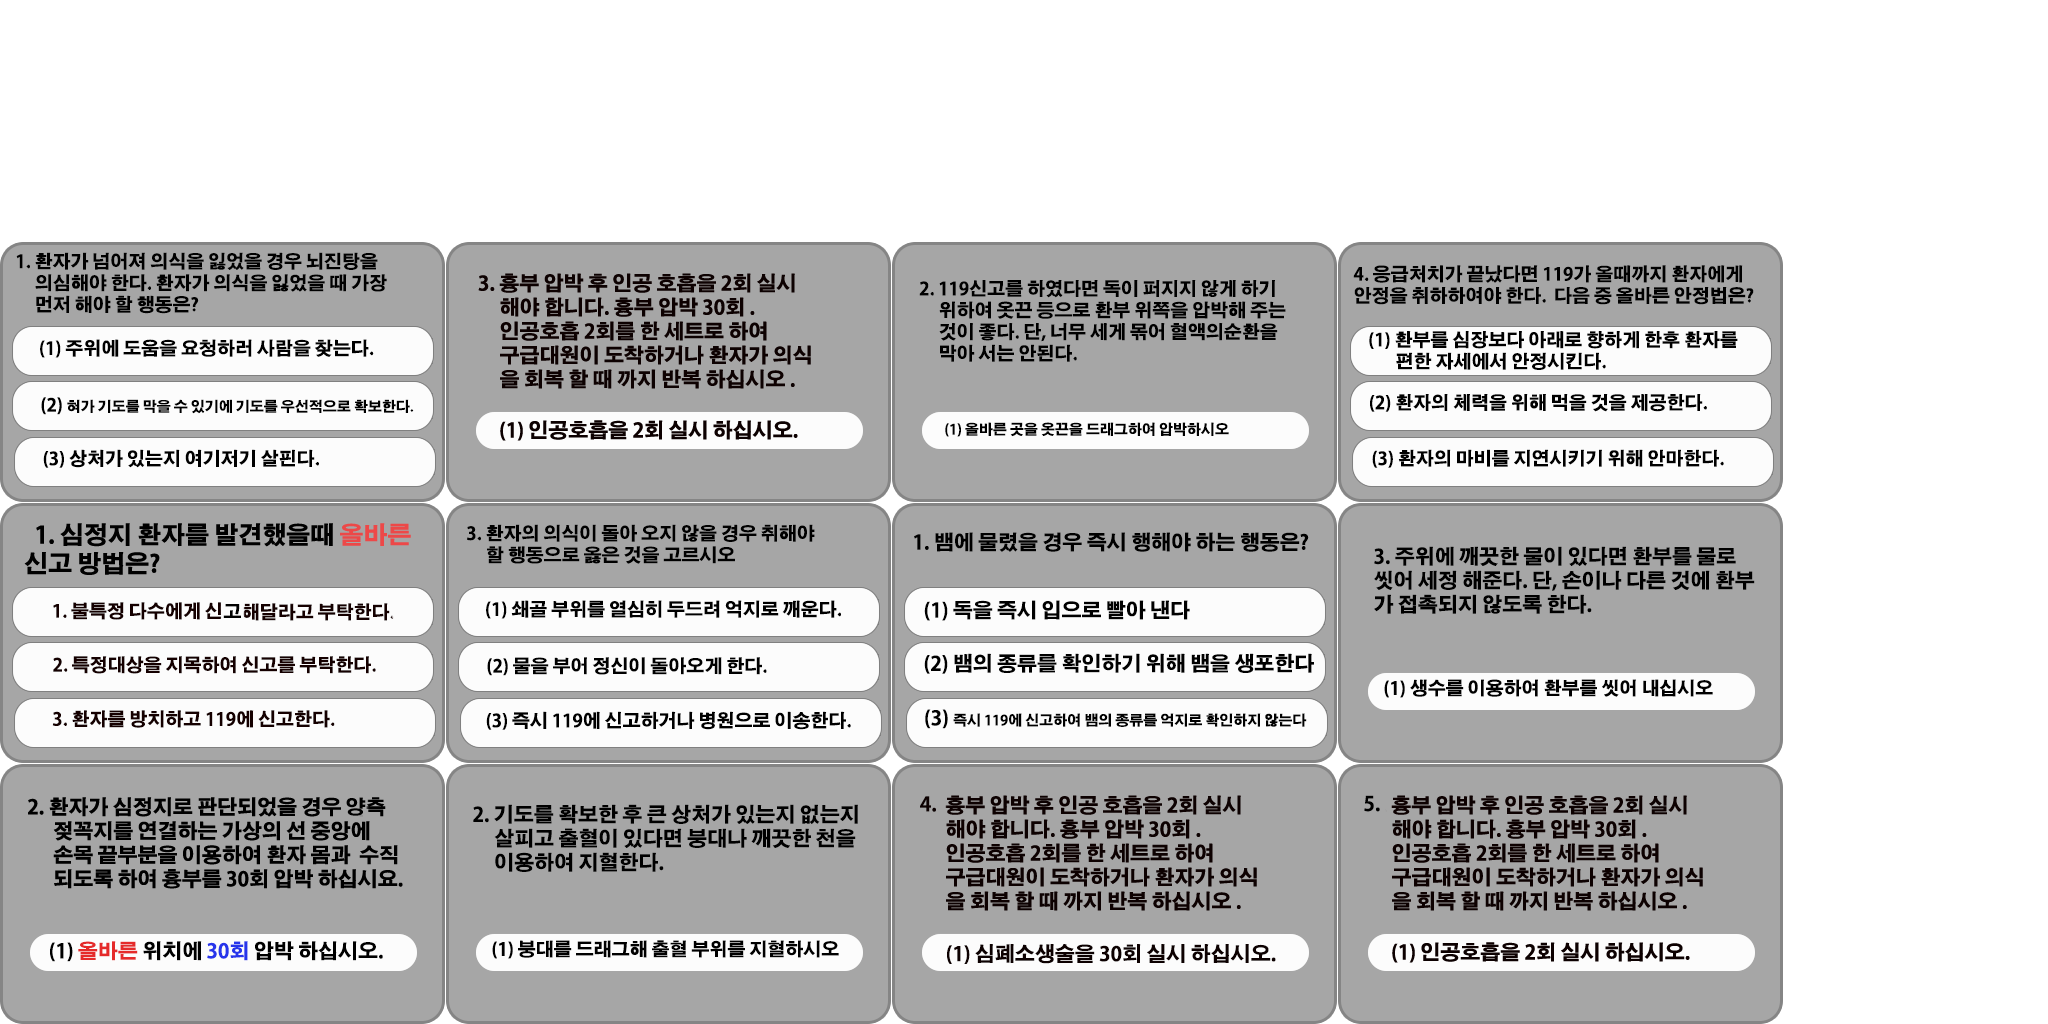 1. 환자가 넘어져 의식을 잃었을 경우 뇌진탕을
의심해야 한다. 환자가 의식을 잃었을 때 가장
먼저 해야 할 행동은?
(1) 주위에 도움을 요청하러 사람을 찾는다.
(2) 혀가 기도를 막을 수 있기에 기도를 우선적으로 확보한다.
(3) 상처가 있는지 여기저기 살핀다.
3. 흉부 압박 후 인공 호흡을 2회 실시
해야 합니다. 흉부 압박 30회 .
인공호흡 2회를 한 세트로 하여
구급대원이 도착하거나 환자가 의식
을 회복 할 때 까지 반복 하십시오 .
(1) 인공호흡을 2회 실시 하십시오.
2. 119신고를 하였다면 독이 퍼지지 않게 하기
위하여 옷끈 등으로 환부 위쪽을 압박해 주는
것이 좋다. 단, 너무 세게 묶어 혈액의순환을
막아 서는 안된다.
(1) 올바른 곳을 옷끈을 드래그하여 압박하시오
4. 응급처치가 끝났다면 119가 올때까지 환자에게
안정을 취하하여야 한다. 다음 중 올바른 안정법은?
(1) 환부를 심장보다 아래로 향하게 한후 환자를
편한 자세에서 안정시킨다.
(2) 환자의 체력을 위해 먹을 것을 제공한다.
(3) 환자의 마비를 지연시키기 위해 안마한다.
1. 심정지 환자를 발견했을때 올바른
신고 방법은?
1. 불특정 다수에게 신고해달라고 부탁한다.
2. 특정대상을 지목하여 신고를 부탁한다.
3. 환자를 방치하고 119에 신고한다.
3. 환자의 의식이 돌아 오지 않을 경우 취해야
할 행동으로 옳은 것을 고르시오
(1) 쇄골 부위를 열심히 두드려 억지로 깨운다.
(2) 물을 부어 정신이 돌아오게 한다.
(3) 즉시 119에 신고하거나 병원으로 이송한다.
1. 뱀에 물렸을 경우 즉시 행해야 하는 행동은?
(1) 독을 즉시 입으로 빨아 낸다
(2) 뱀의 종류를 확인하기 위해 뱀을 생포한다
(3) 즉시 119에 신고하여 뱀의 종류를 억지로 확인하지 않는다
3. 주위에 깨끗한 물이 있다면 환부를 물로
씻어 세정 해준다. 단, 손이나 다른 것에 환부
가 접촉되지 않도록 한다.
(1) 생수를 이용하여 환부를 씻어 내십시오
2. 환자가 심정지로 판단되었을 경우 양측
젖꼭지를 연결하는 가상의 선 중앙에
손목 끝부분을 이용하여 환자 몸과 수직
되도록 하여 흉부를 30회 압박 하십시요.
(1) 올바른 위치에 30회 압박 하십시오.
2. 기도를 확보한 후 큰 상처가 있는지 없는지
살피고 출혈이 있다면 붕대나 깨끗한 천을
이용하여 지혈한다.
(1) 붕대를 드래그해 출혈 부위를 지혈하시오
4. 흉부 압박 후 인공 호흡을 2회 실시
해야 합니다. 흉부 압박 30회 .
인공호흡 2회를 한 세트로 하여
구급대원이 도착하거나 환자가 의식
을 회복 할 때 까지 반복 하십시오 .
(1) 심폐소생술을 30회 실시 하십시오.
5. 흉부 압박 후 인공 호흡을 2회 실시
해야 합니다. 흉부 압박 30회 .
인공호흡 2회를 한 세트로 하여
구급대원이 도착하거나 환자가 의식
을 회복 할 때 까지 반복 하십시오 .
(1) 인공호흡을 2회 실시 하십시오.